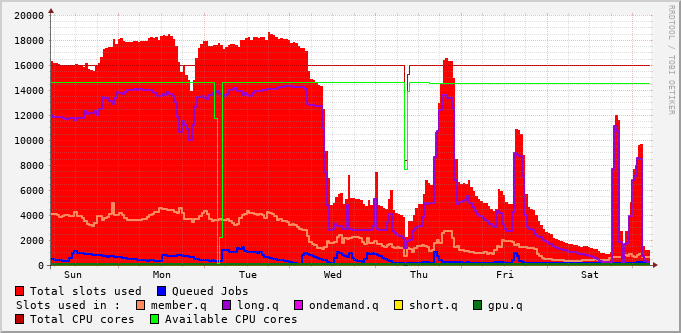 RRDTOOL / TOBI OETIKER
20000
18000
16000
14000
12000
10000
8000
6000
4000
2000
0
Sun Mon Tue Wed Thu Fri Sat
Total slots used Queued Jobs
Slots used in : member.q long.q ondemand.q short.q gpu.q
Total CPU cores Available CPU cores